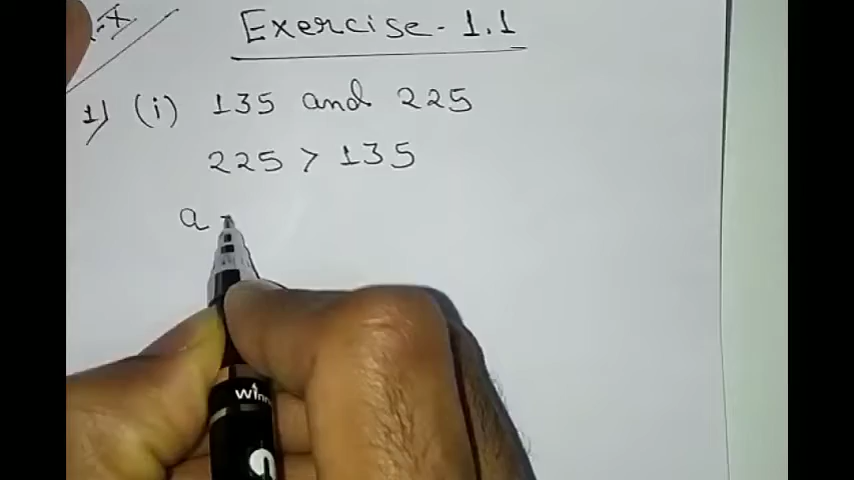 Exercise - 1.1
1) (i) 135 and 225
225 > 135
a -